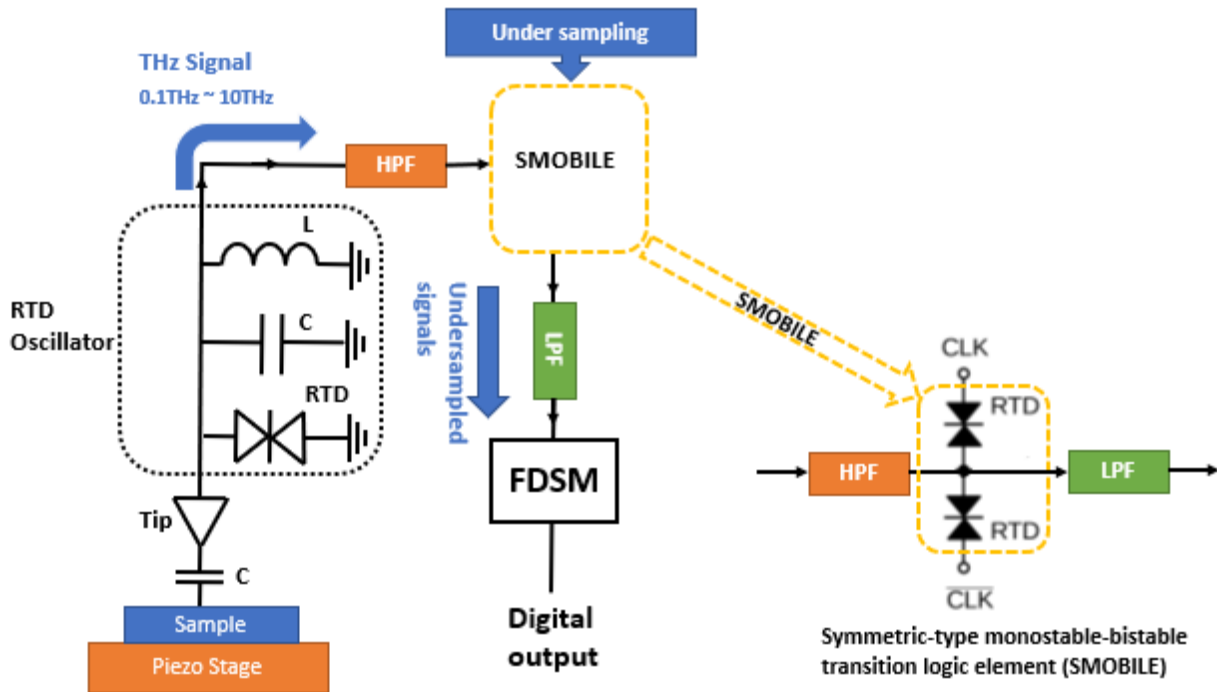 Under sampling
THz Signal
0.1THz ~ 10THz
HPF
SMOBILE
L
RTD
Oscillator
C
RTD
Undersampled
signals
LPF
SMOBILE
FDSM
Tip
C
Sample
Piezo Stage
Digital
output
CLK
RTD
HPF
LPF
RTD
C̅L̅K̅
Symmetric-type monostable-bistable
transition logic element (SMOBILE)